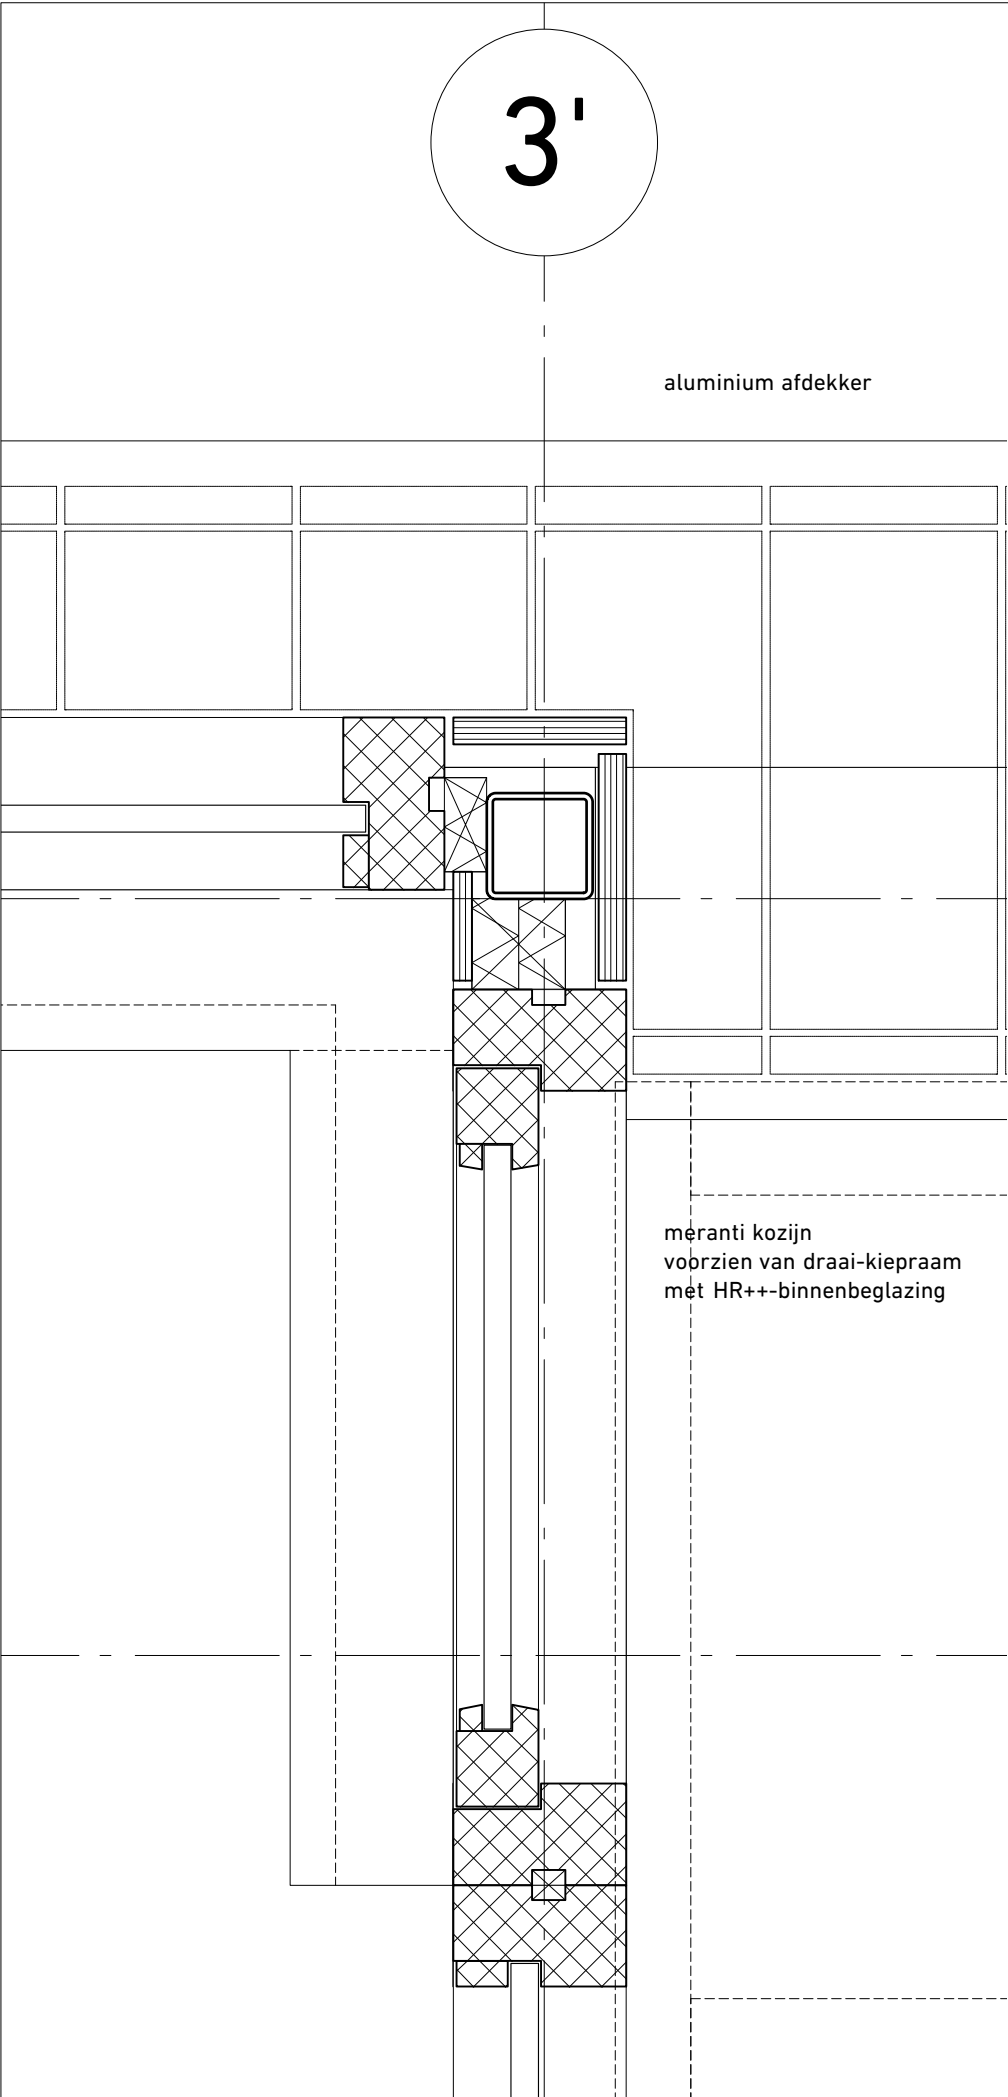 3'
aluminium afdekker
meranti kozijn
voorzien van draai-kiepraam
met HR++-binnenbeglazing